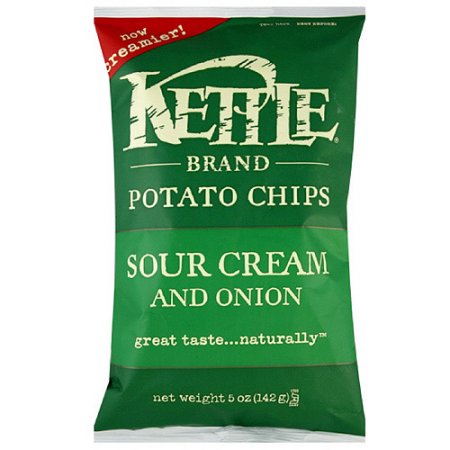 now
creamier!
KETTLE
BRAND
POTATO CHIPS
SOUR CREAM
AND ONION
great taste...naturally™
net weight 5 oz (142 g)